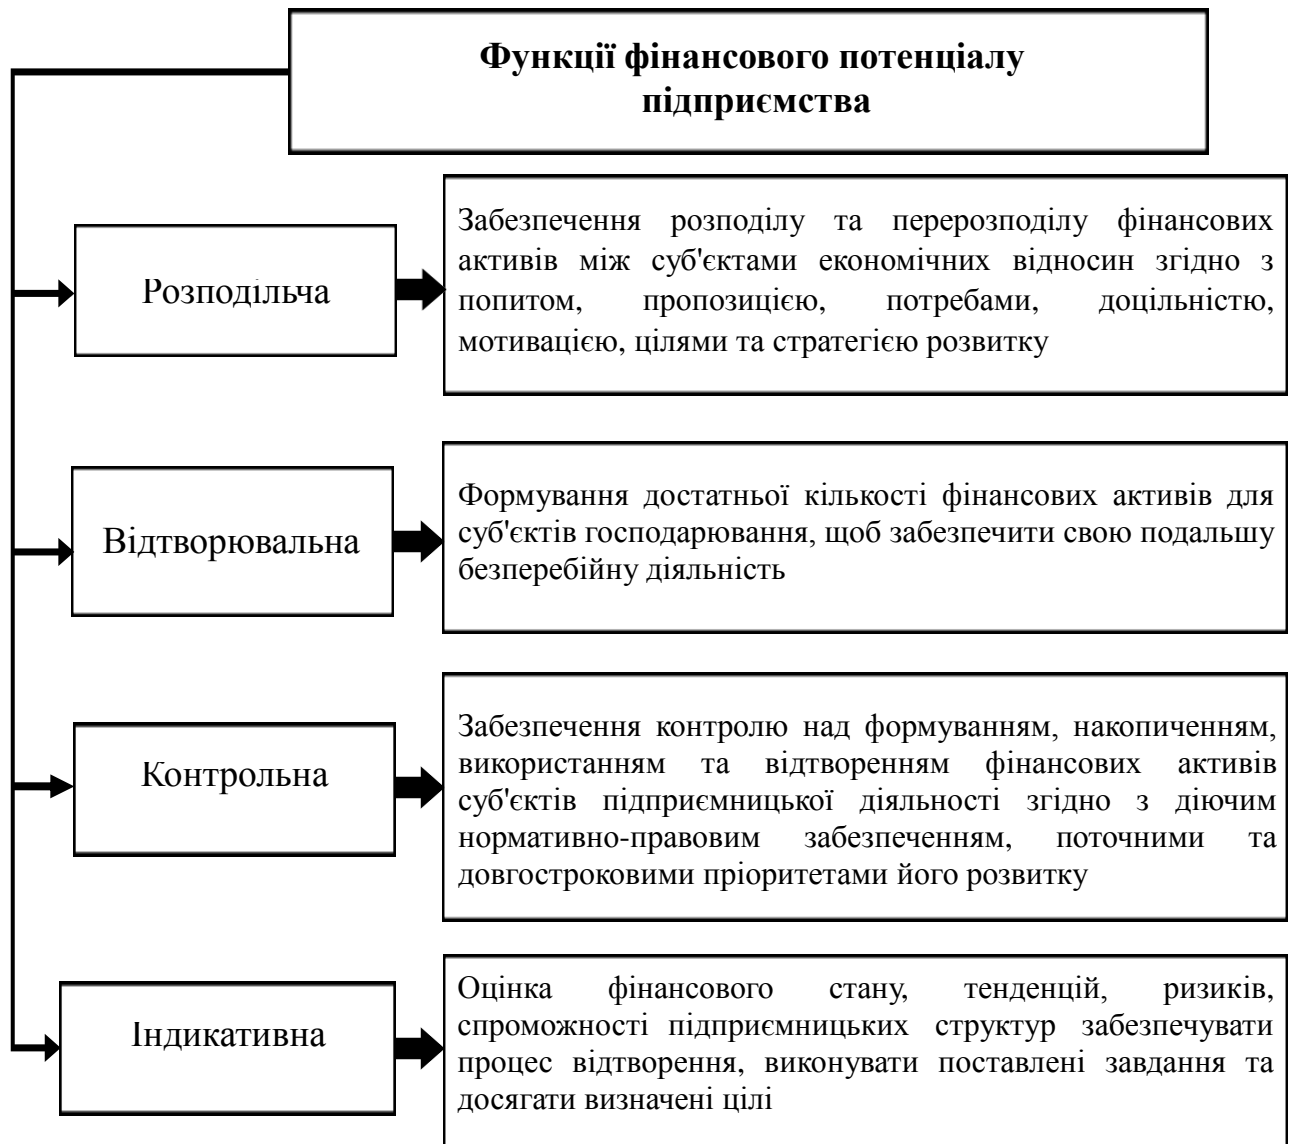 Функції фінансового потенціалу
підприємства
Розподільча
Забезпечення розподілу та перерозподілу фінансових
активів між суб'єктами економічних відносин згідно з
попитом, пропозицією, потребами, доцільністю,
мотивацією, цілями та стратегією розвитку
Відтворювальна
Формування достатньої кількості фінансових активів для
суб'єктів господарювання, щоб забезпечити свою подальшу
безперебійну діяльність
Контрольна
Забезпечення контролю над формуванням, накопиченням,
використанням та відтворенням фінансових активів
суб'єктів підприємницької діяльності згідно з діючим
нормативно-правовим забезпеченням, поточними та
довгостроковими пріоритетами його розвитку
Індикативна
Оцінка фінансового стану, тенденцій, ризиків,
спроможності підприємницьких структур забезпечувати
процес відтворення, виконувати поставлені завдання та
досягати визначені цілі